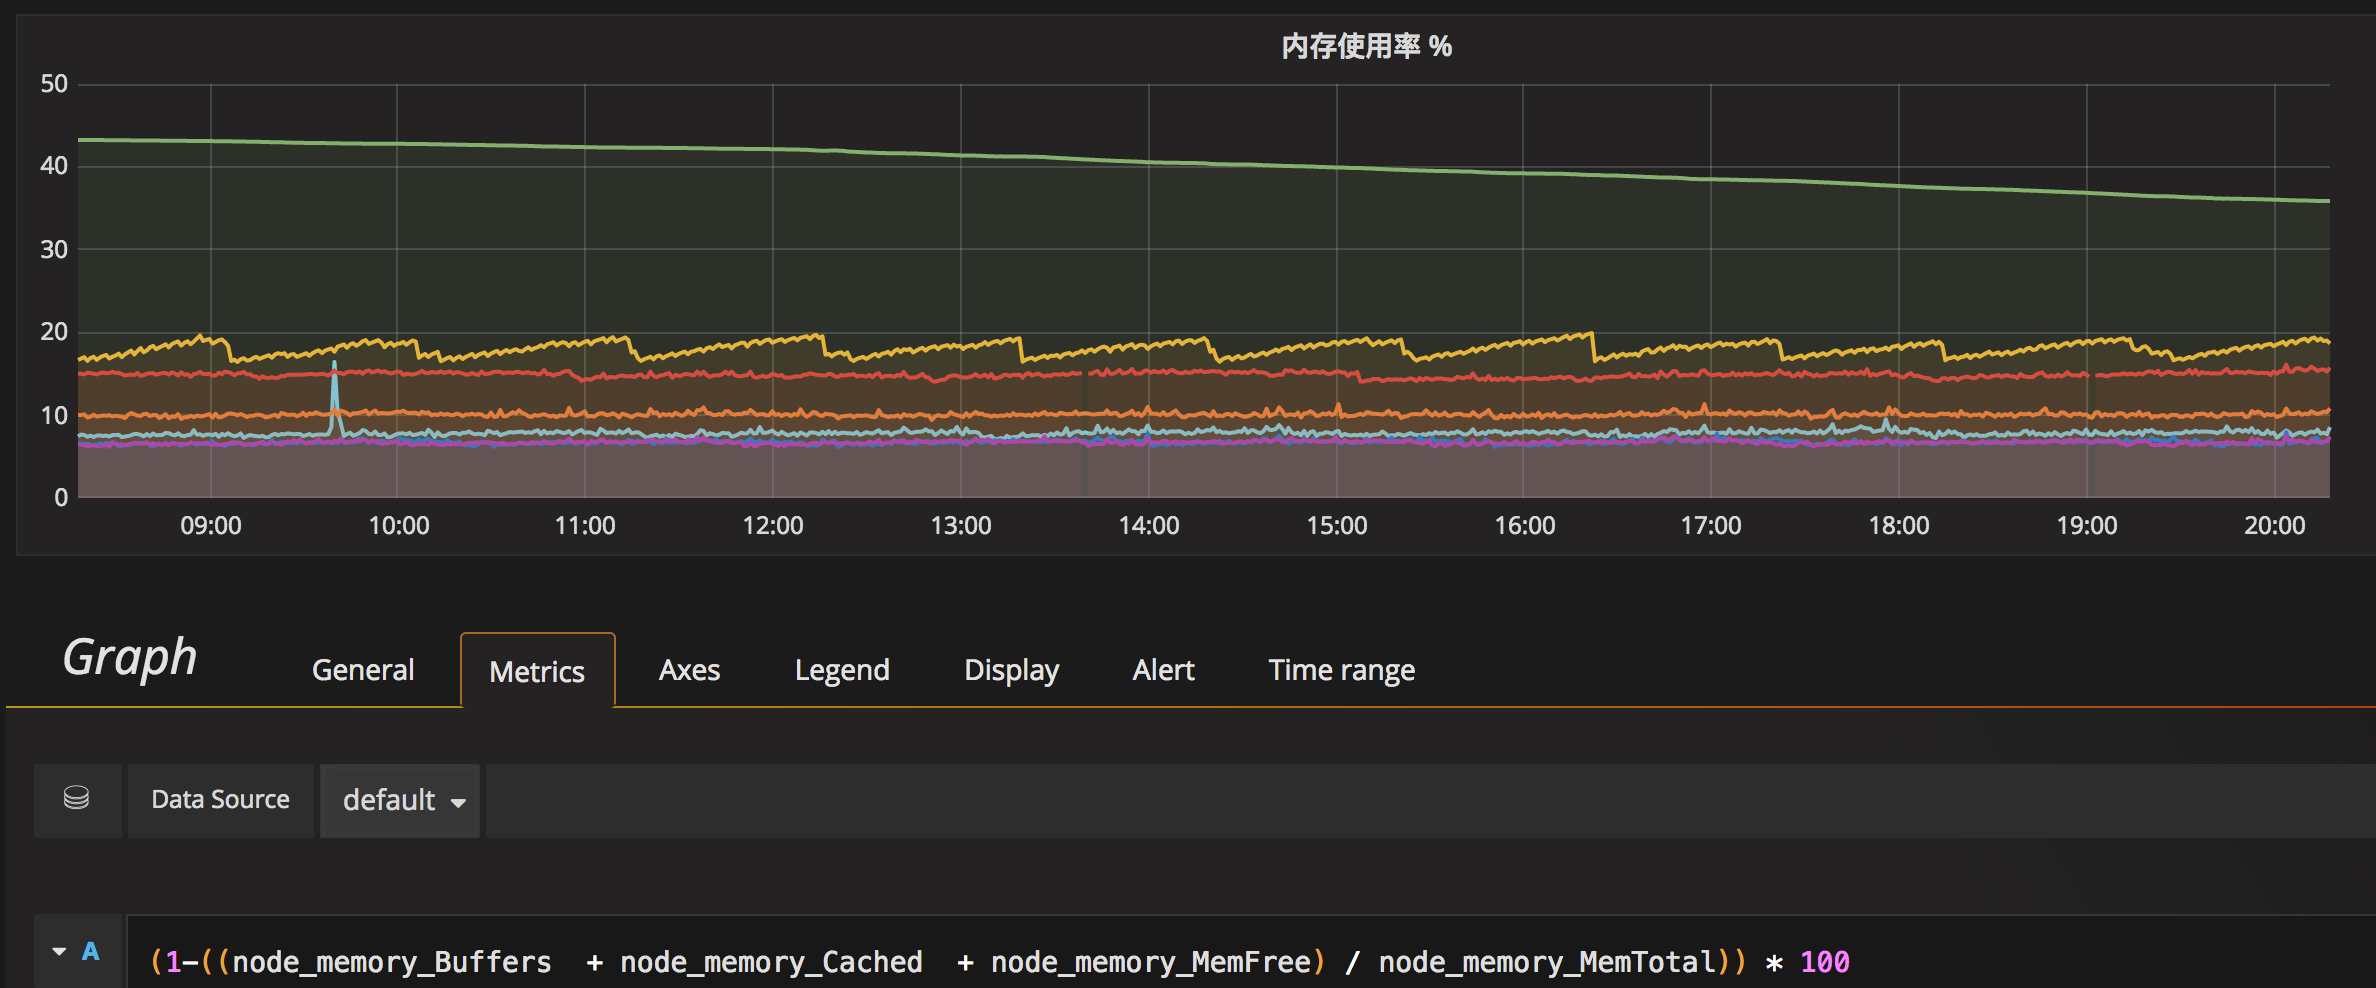 内存使用率 %
50
40
30
20
10
0
09:00 10:00 11:00 12:00 13:00 14:00 15:00 16:00 17:00 18:00 19:00 20:00
Graph General Metrics Axes Legend Display Alert Time range
Data Source default
A (1-((node_memory_Buffers + node_memory_Cached + node_memory_MemFree) / node_memory_MemTotal)) * 100